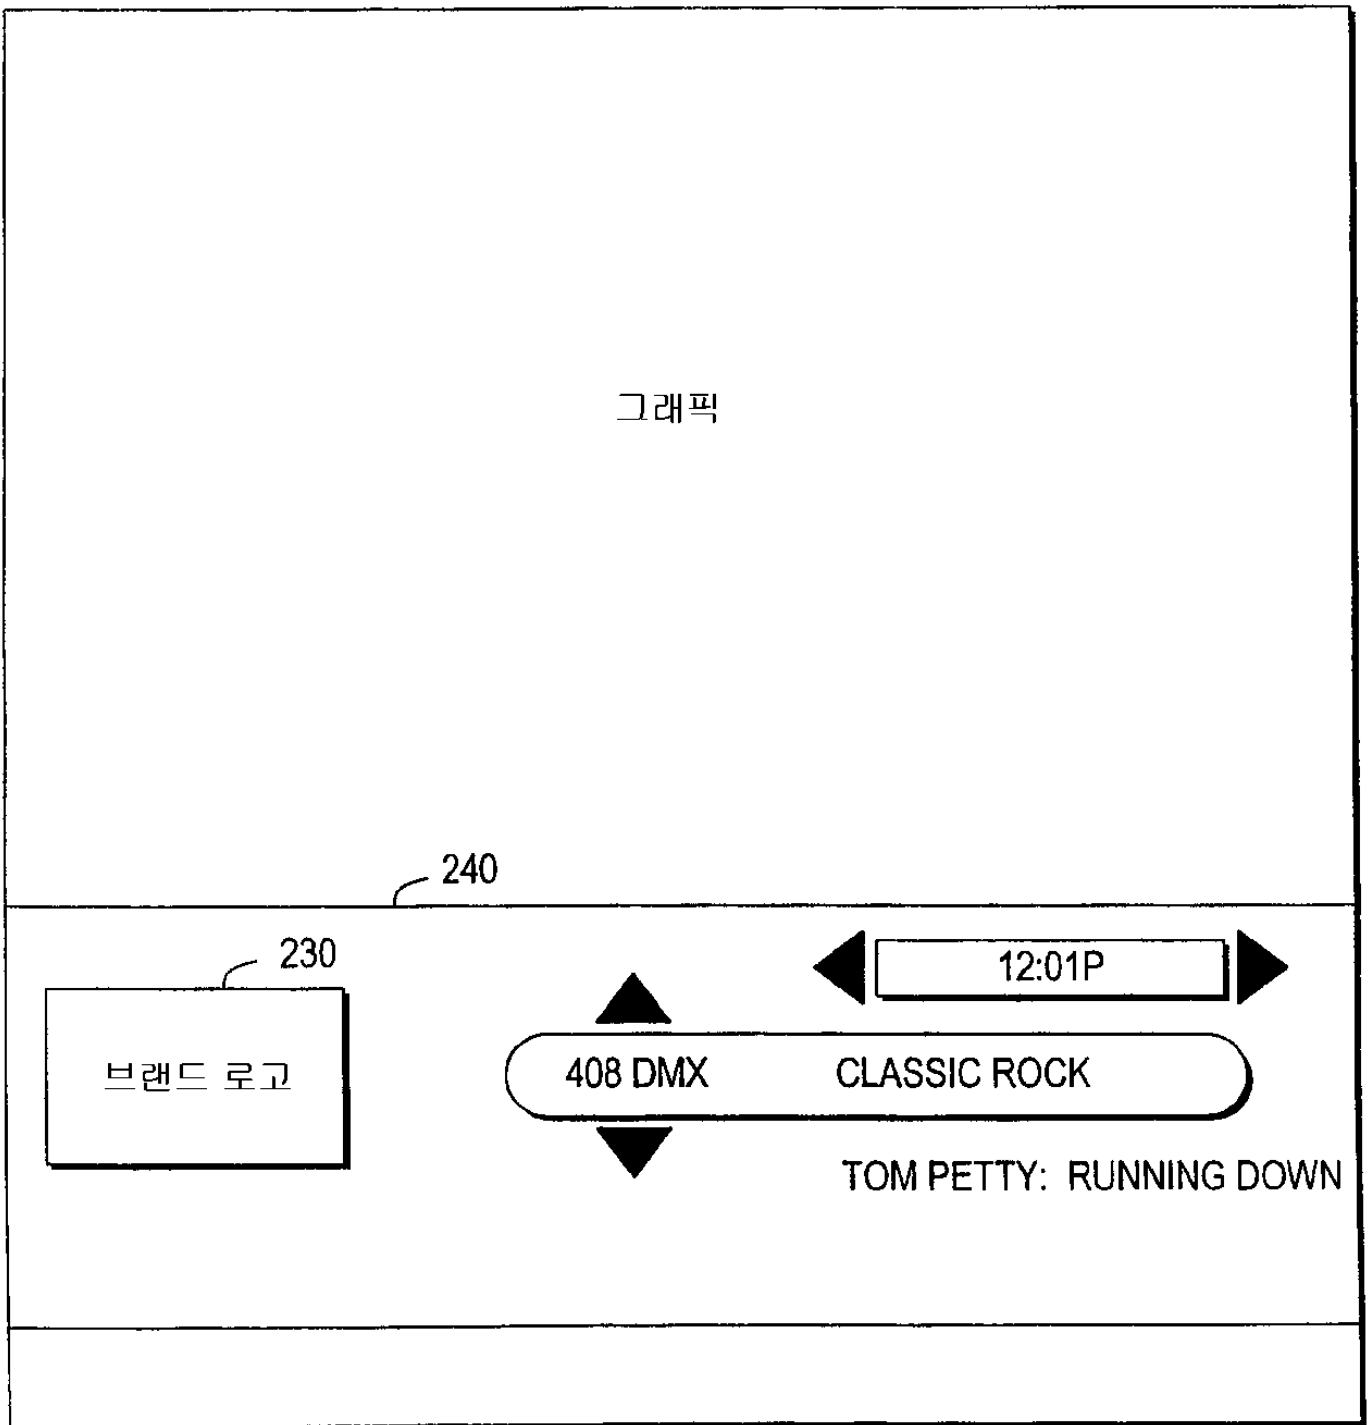 그래픽
240
230
12:01P
브랜드 로고
408 DMX CLASSIC ROCK
TOM PETTY: RUNNING DOWN